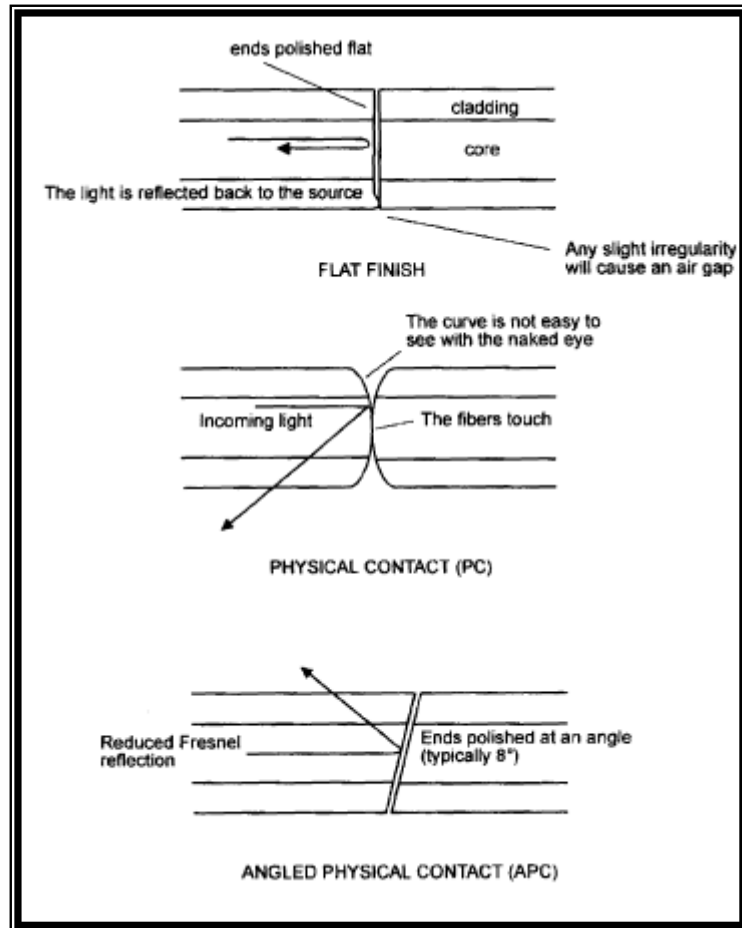 ends polished flat
cladding
core
The light is reflected back to the source
Any slight irregularity
will cause an air gap
FLAT FINISH
The curve is not easy to
see with the naked eye
Incoming light
The fibers touch
PHYSICAL CONTACT (PC)
Reduced Fresnel
reflection
Ends polished at an angle
(typically 8°)
ANGLED PHYSICAL CONTACT (APC)